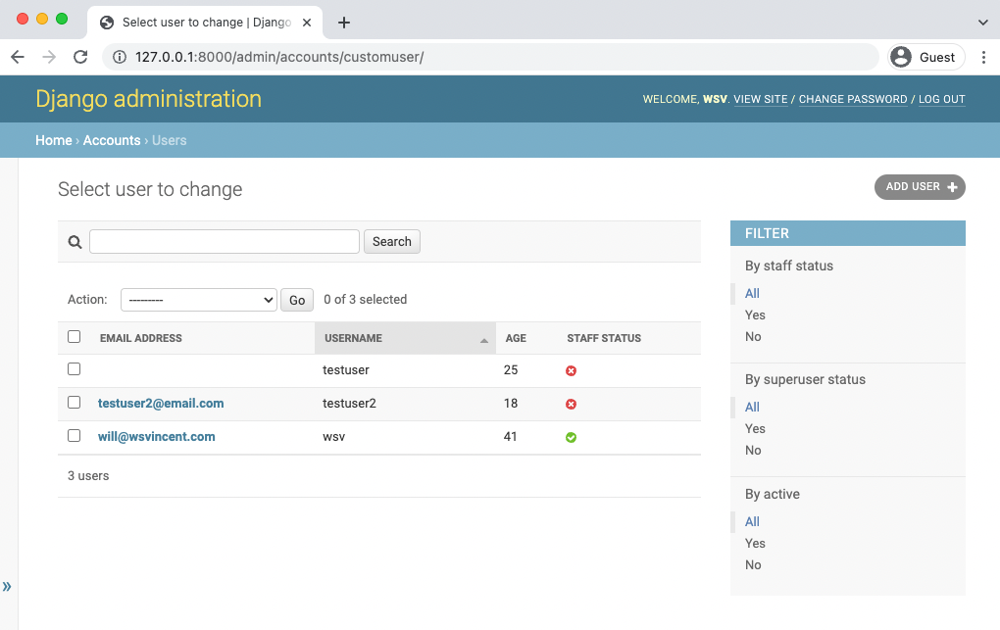 Select user to change | Django
127.0.0.1:8000/admin/accounts/customuser/
Guest
Django administration
WELCOME, WSV. VIEW SITE / CHANGE PASSWORD / LOG OUT
Home › Accounts › Users
Select user to change
ADD USER +
Search
Action: --------- Go 0 of 3 selected
EMAIL ADDRESS USERNAME AGE STAFF STATUS
testuser 25
testuser2@email.com testuser2 18
will@wsvincent.com wsv 41
3 users
FILTER
By staff status
All
Yes
No
By superuser status
All
Yes
No
By active
All
Yes
No
»